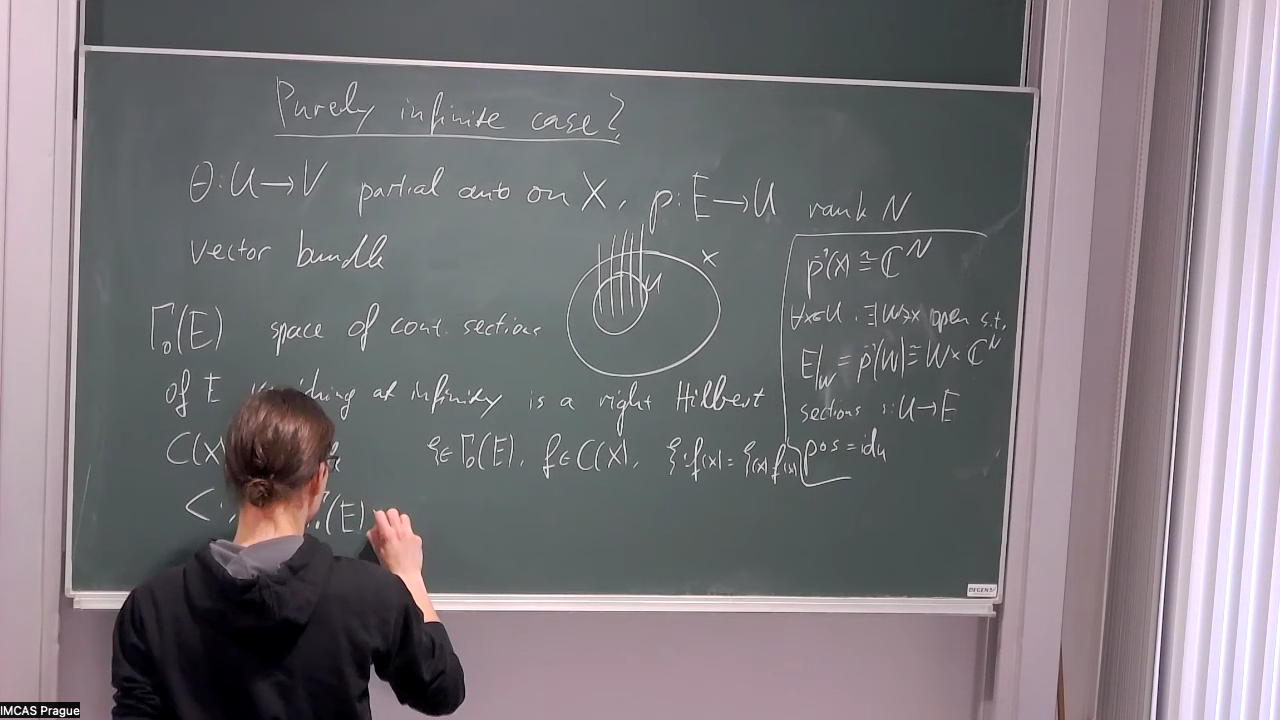 Purely infinite case?
θ: U → V partial auto on X, p: E → U rank N
vector bundle
X
U
Γ₀(E) space of cont. sections
of E at infinity is a right Hilbert
C(X) ξ ∈ Γ₀(E), f ∈ C(X), ξ·f(x) = ξ(x)f(x)
< (E)
p⁻¹(x) ≅ ℂᴺ
∀x∈U, ∃W∋x open s.t.
E|_W = p⁻¹(W) ≅ W × ℂᴺ
sections s: U → E
p∘s = id_U
DEGENS
IMCAS Prague